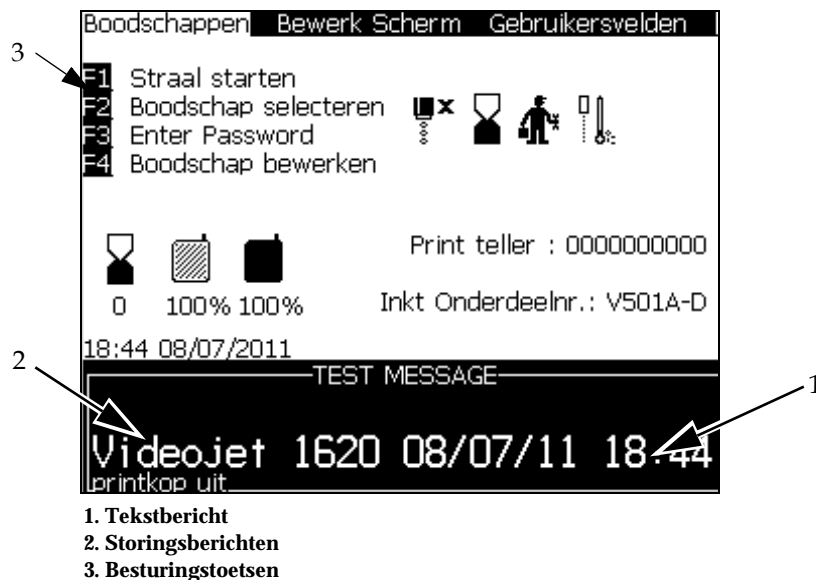 Boodschappen Bewerk Scherm Gebruikersvelden
3
F1 Straal starten
F2 Boodschap selecteren
F3 Enter Password
F4 Boodschap bewerken
Print teller : 0000000000
0 100% 100% Inkt Onderdeelnr.: V501A-D
18:44 08/07/2011
2
TEST MESSAGE
1
Videojet 1620 08/07/11 18:44
printkop uit
1. Tekstbericht
2. Storingsberichten
3. Besturingstoetsen